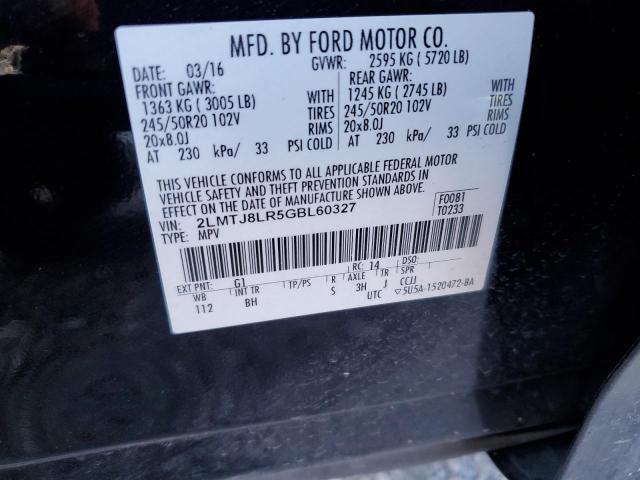 MFD. BY FORD MOTOR CO.
DATE: 03/16 GVWR: 2595 KG ( 5720 LB)
FRONT GAWR: REAR GAWR:
1363 KG ( 3005 LB) WITH 1245 KG ( 2745 LB) WITH
245/50R20 102V TIRES 245/50R20 102V TIRES
20x8.0J RIMS 20x8.0J RIMS
AT 230 kPa/ 33 PSI COLD AT 230 kPa/ 33 PSI COLD
THIS VEHICLE CONFORMS TO ALL APPLICABLE FEDERAL MOTOR
VEHICLE SAFETY AND THEFT PREVENTION STANDARDS IN
EFFECT ON THE DATE OF MANUFACTURE SHOWN ABOVE.
VIN: 2LMTJ8LR5GBL60327 F0081
TYPE: MPV T0233
EXT PNT: G1 RC: 14 DSO:
WB INT TR TP/PS R AXLE TR SPR
112 BH S 3H J CCJJ
UTC ▽5U5A-1520472-BA